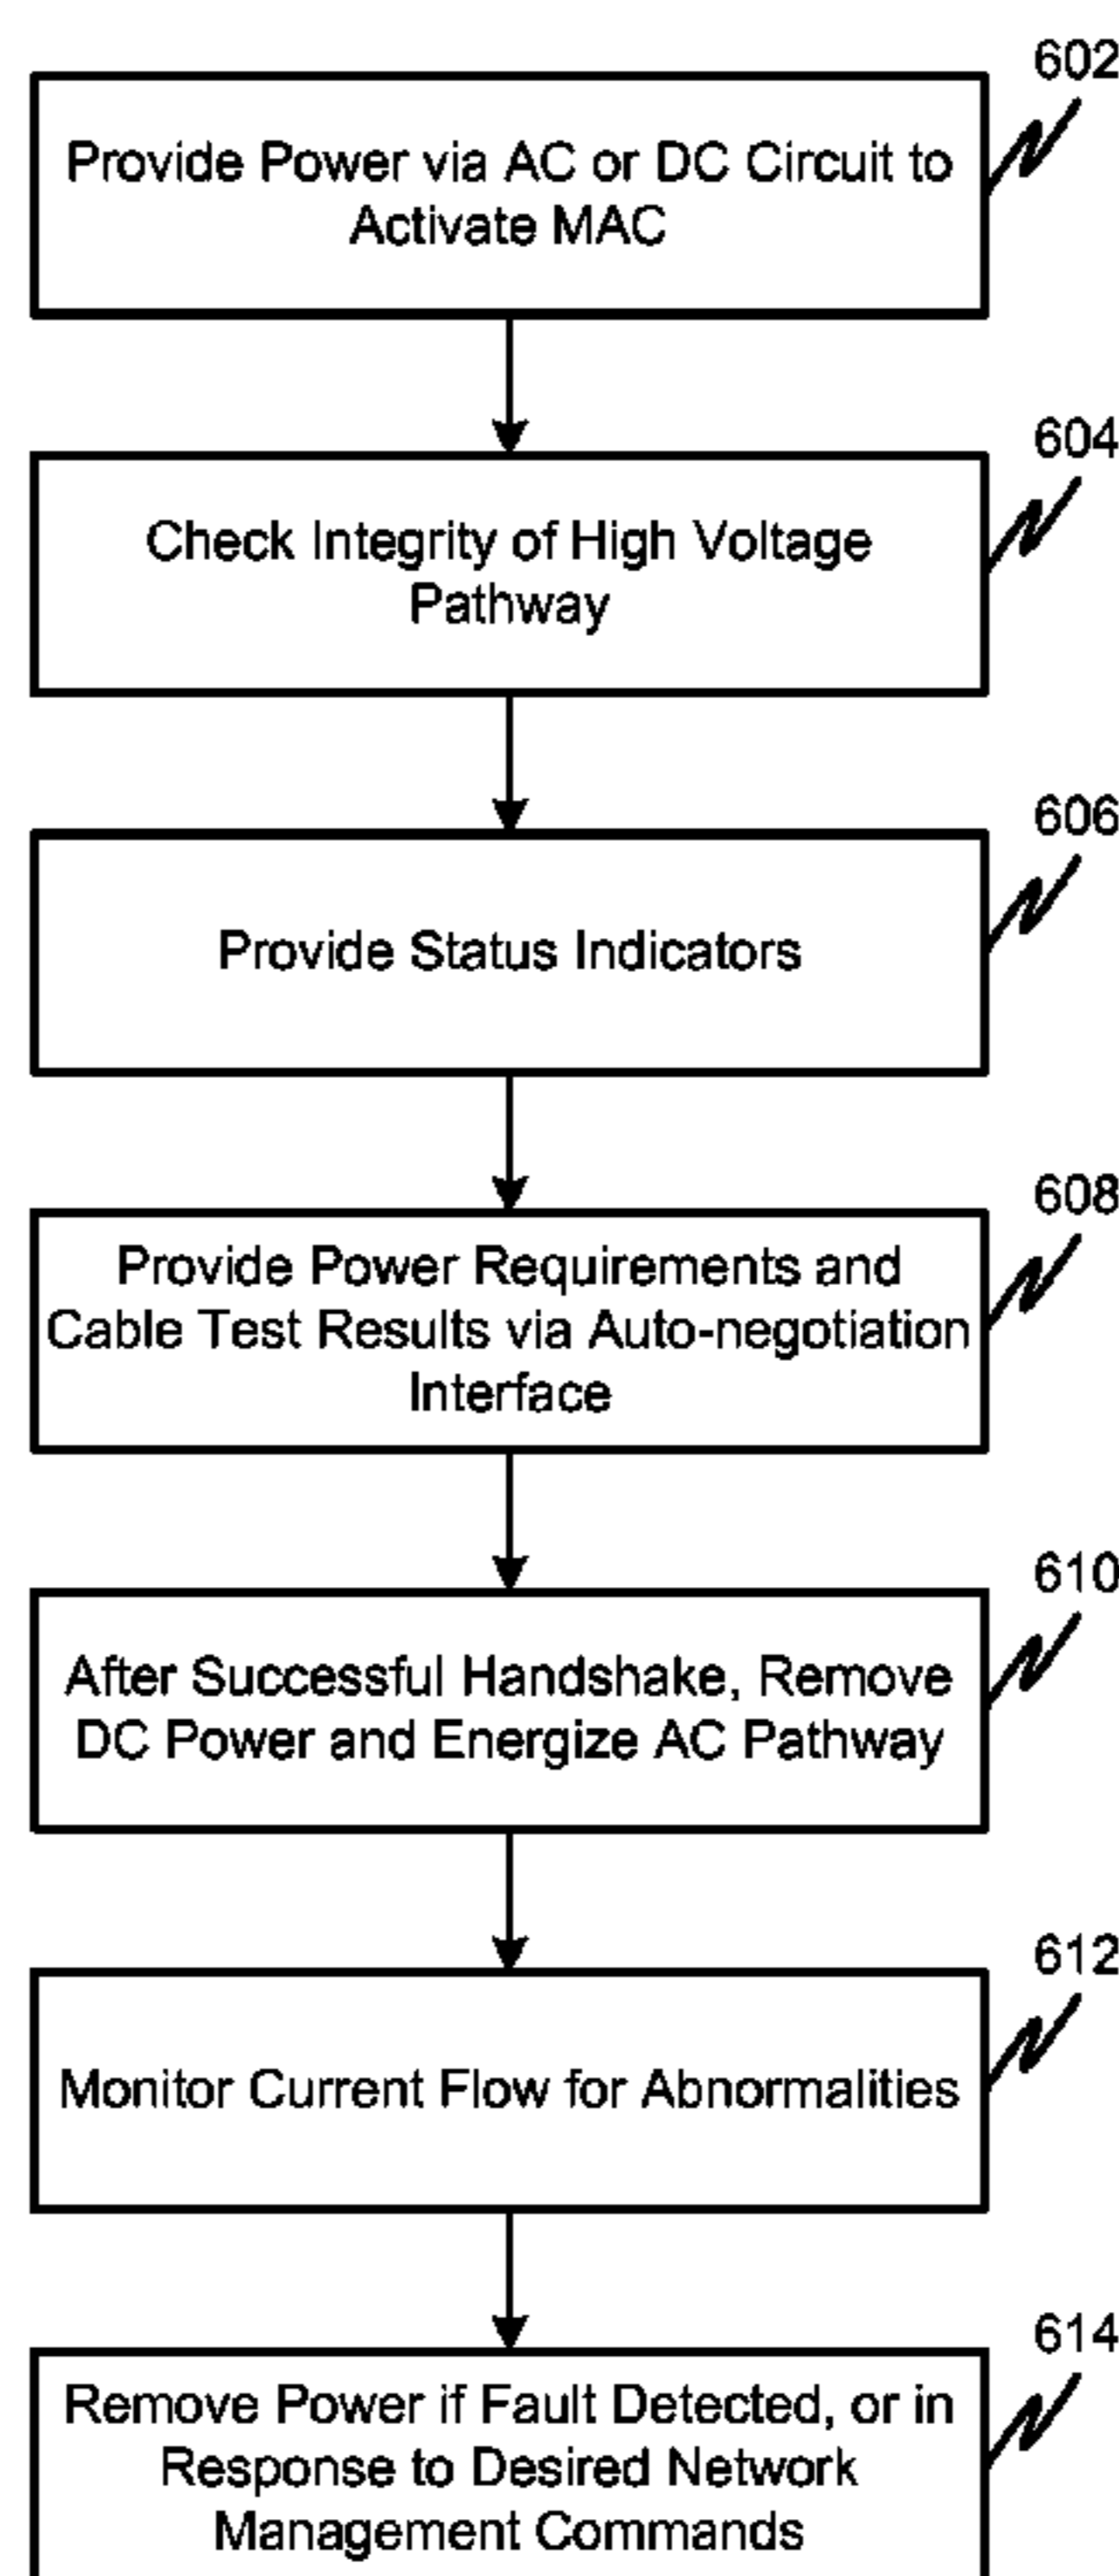 602
Provide Power via AC or DC Circuit to
Activate MAC
604
Check Integrity of High Voltage
Pathway
606
Provide Status Indicators
608
Provide Power Requirements and
Cable Test Results via Auto-negotiation
Interface
610
After Successful Handshake, Remove
DC Power and Energize AC Pathway
612
Monitor Current Flow for Abnormalities
614
Remove Power if Fault Detected, or in
Response to Desired Network
Management Commands